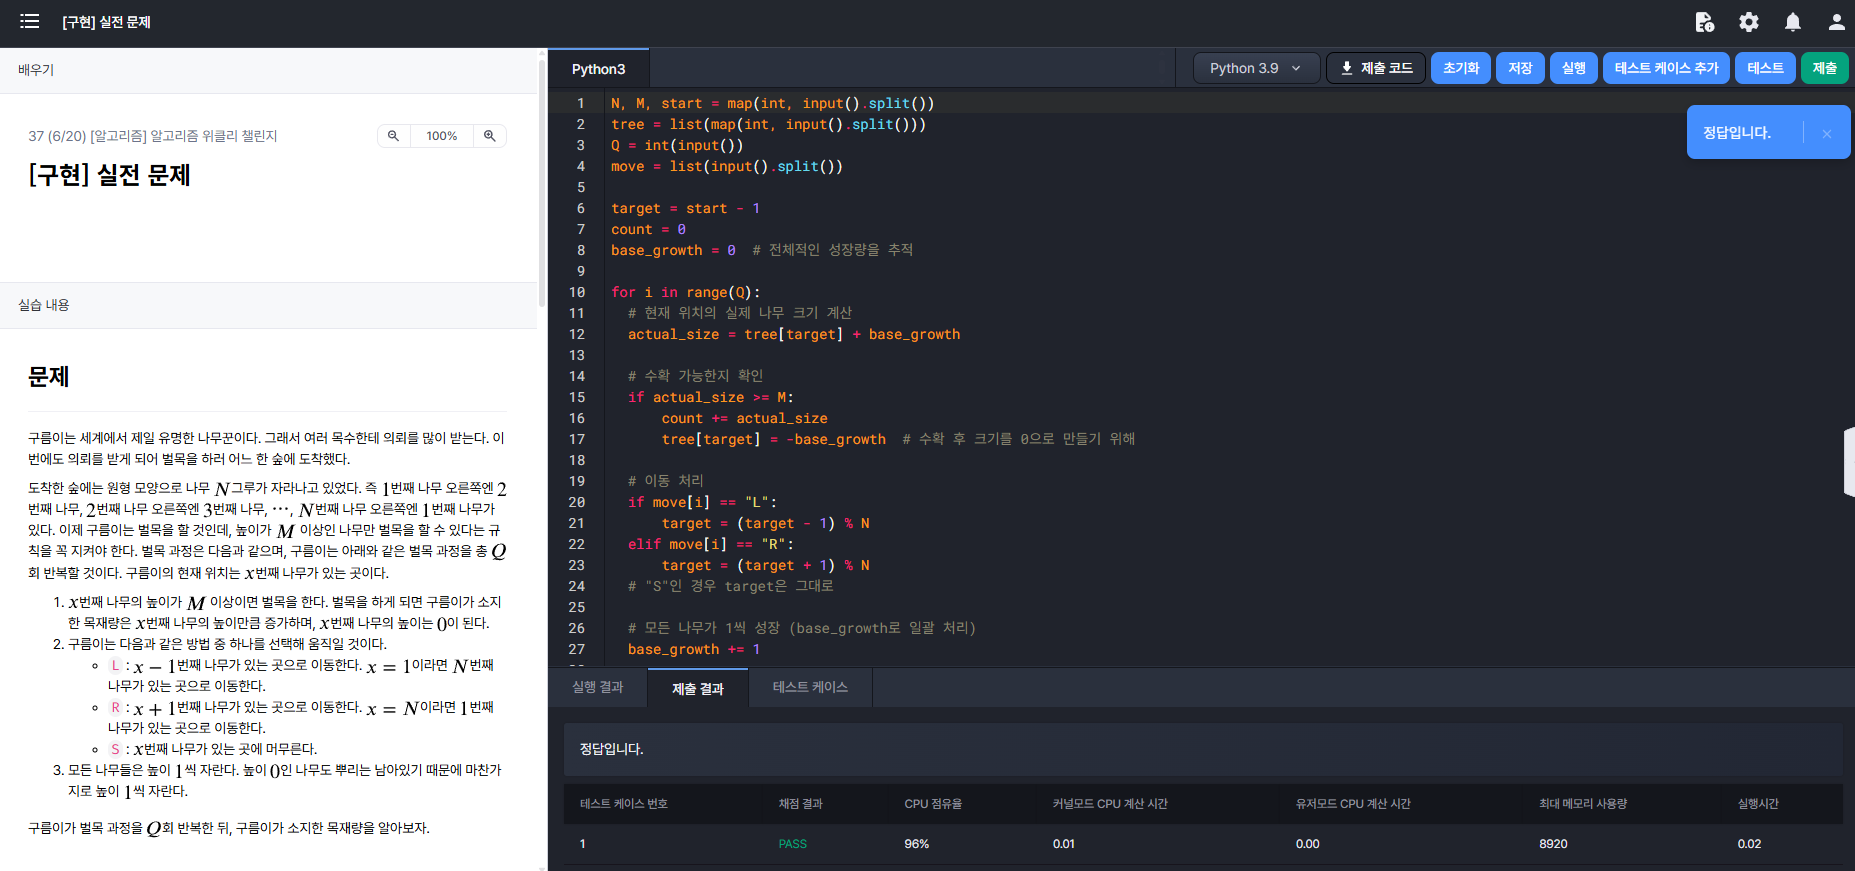 [구현] 실전 문제
배우기
37 (6/20) [알고리즘] 알고리즘 위클리 챌린지
100%
[구현] 실전 문제
실습 내용
문제
구름이는 세계에서 제일 유명한 나무꾼이다. 그래서 여러 목수한테 의뢰를 많이 받는다. 이
번에도 의뢰를 받게 되어 벌목을 하러 어느 한 숲에 도착했다.
도착한 숲에는 원형 모양으로 나무 N그루가 자라나고 있었다. 즉 1번째 나무 오른쪽엔 2
번째 나무, 2번째 나무 오른쪽엔 3번째 나무, ⋯, N번째 나무 오른쪽엔 1번째 나무가
있다. 이제 구름이는 벌목을 할 것인데, 높이가 M 이상인 나무만 벌목을 할 수 있다는 규
칙을 꼭 지켜야 한다. 벌목 과정은 다음과 같으며, 구름이는 아래와 같은 벌목 과정을 총 Q
회 반복할 것이다. 구름이의 현재 위치는 x번째 나무가 있는 곳이다.
1. x번째 나무의 높이가 M 이상이면 벌목을 한다. 벌목을 하게 되면 구름이가 소지
한 목재량은 x번째 나무의 높이만큼 증가하며, x번째 나무의 높이는 0이 된다.
2. 구름이는 다음과 같은 방법 중 하나를 선택해 움직일 것이다.
L : x − 1번째 나무가 있는 곳으로 이동한다. x = 1이라면 N번째
나무가 있는 곳으로 이동한다.
R : x + 1번째 나무가 있는 곳으로 이동한다. x = N이라면 1번째
나무가 있는 곳으로 이동한다.
S : x번째 나무가 있는 곳에 머무른다.
3. 모든 나무들은 높이 1씩 자란다. 높이 0인 나무도 뿌리는 남아있기 때문에 마찬가
지로 높이 1씩 자란다.
구름이가 벌목 과정을 Q회 반복한 뒤, 구름이가 소지한 목재량을 알아보자.
Python3
Python 3.9 제출 코드 초기화 저장 실행 테스트 케이스 추가 테스트 제출
정답입니다. ×
1 N, M, start = map(int, input().split())
2 tree = list(map(int, input().split()))
3 Q = int(input())
4 move = list(input().split())
5
6 target = start - 1
7 count = 0
8 base_growth = 0  # 전체적인 성장량을 추적
9
10 for i in range(Q):
11   # 현재 위치의 실제 나무 크기 계산
12   actual_size = tree[target] + base_growth
13
14   # 수확 가능한지 확인
15   if actual_size >= M:
16       count += actual_size
17       tree[target] = -base_growth  # 수확 후 크기를 0으로 만들기 위해
18
19   # 이동 처리
20   if move[i] == "L":
21       target = (target - 1) % N
22   elif move[i] == "R":
23       target = (target + 1) % N
24   # "S"인 경우 target은 그대로
25
26   # 모든 나무가 1씩 성장 (base_growth로 일괄 처리)
27   base_growth += 1
실행 결과 제출 결과 테스트 케이스
정답입니다.
테스트 케이스 번호 채점 결과 CPU 점유율 커널모드 CPU 계산 시간 유저모드 CPU 계산 시간 최대 메모리 사용량 실행시간
1 PASS 96% 0.01 0.00 8920 0.02